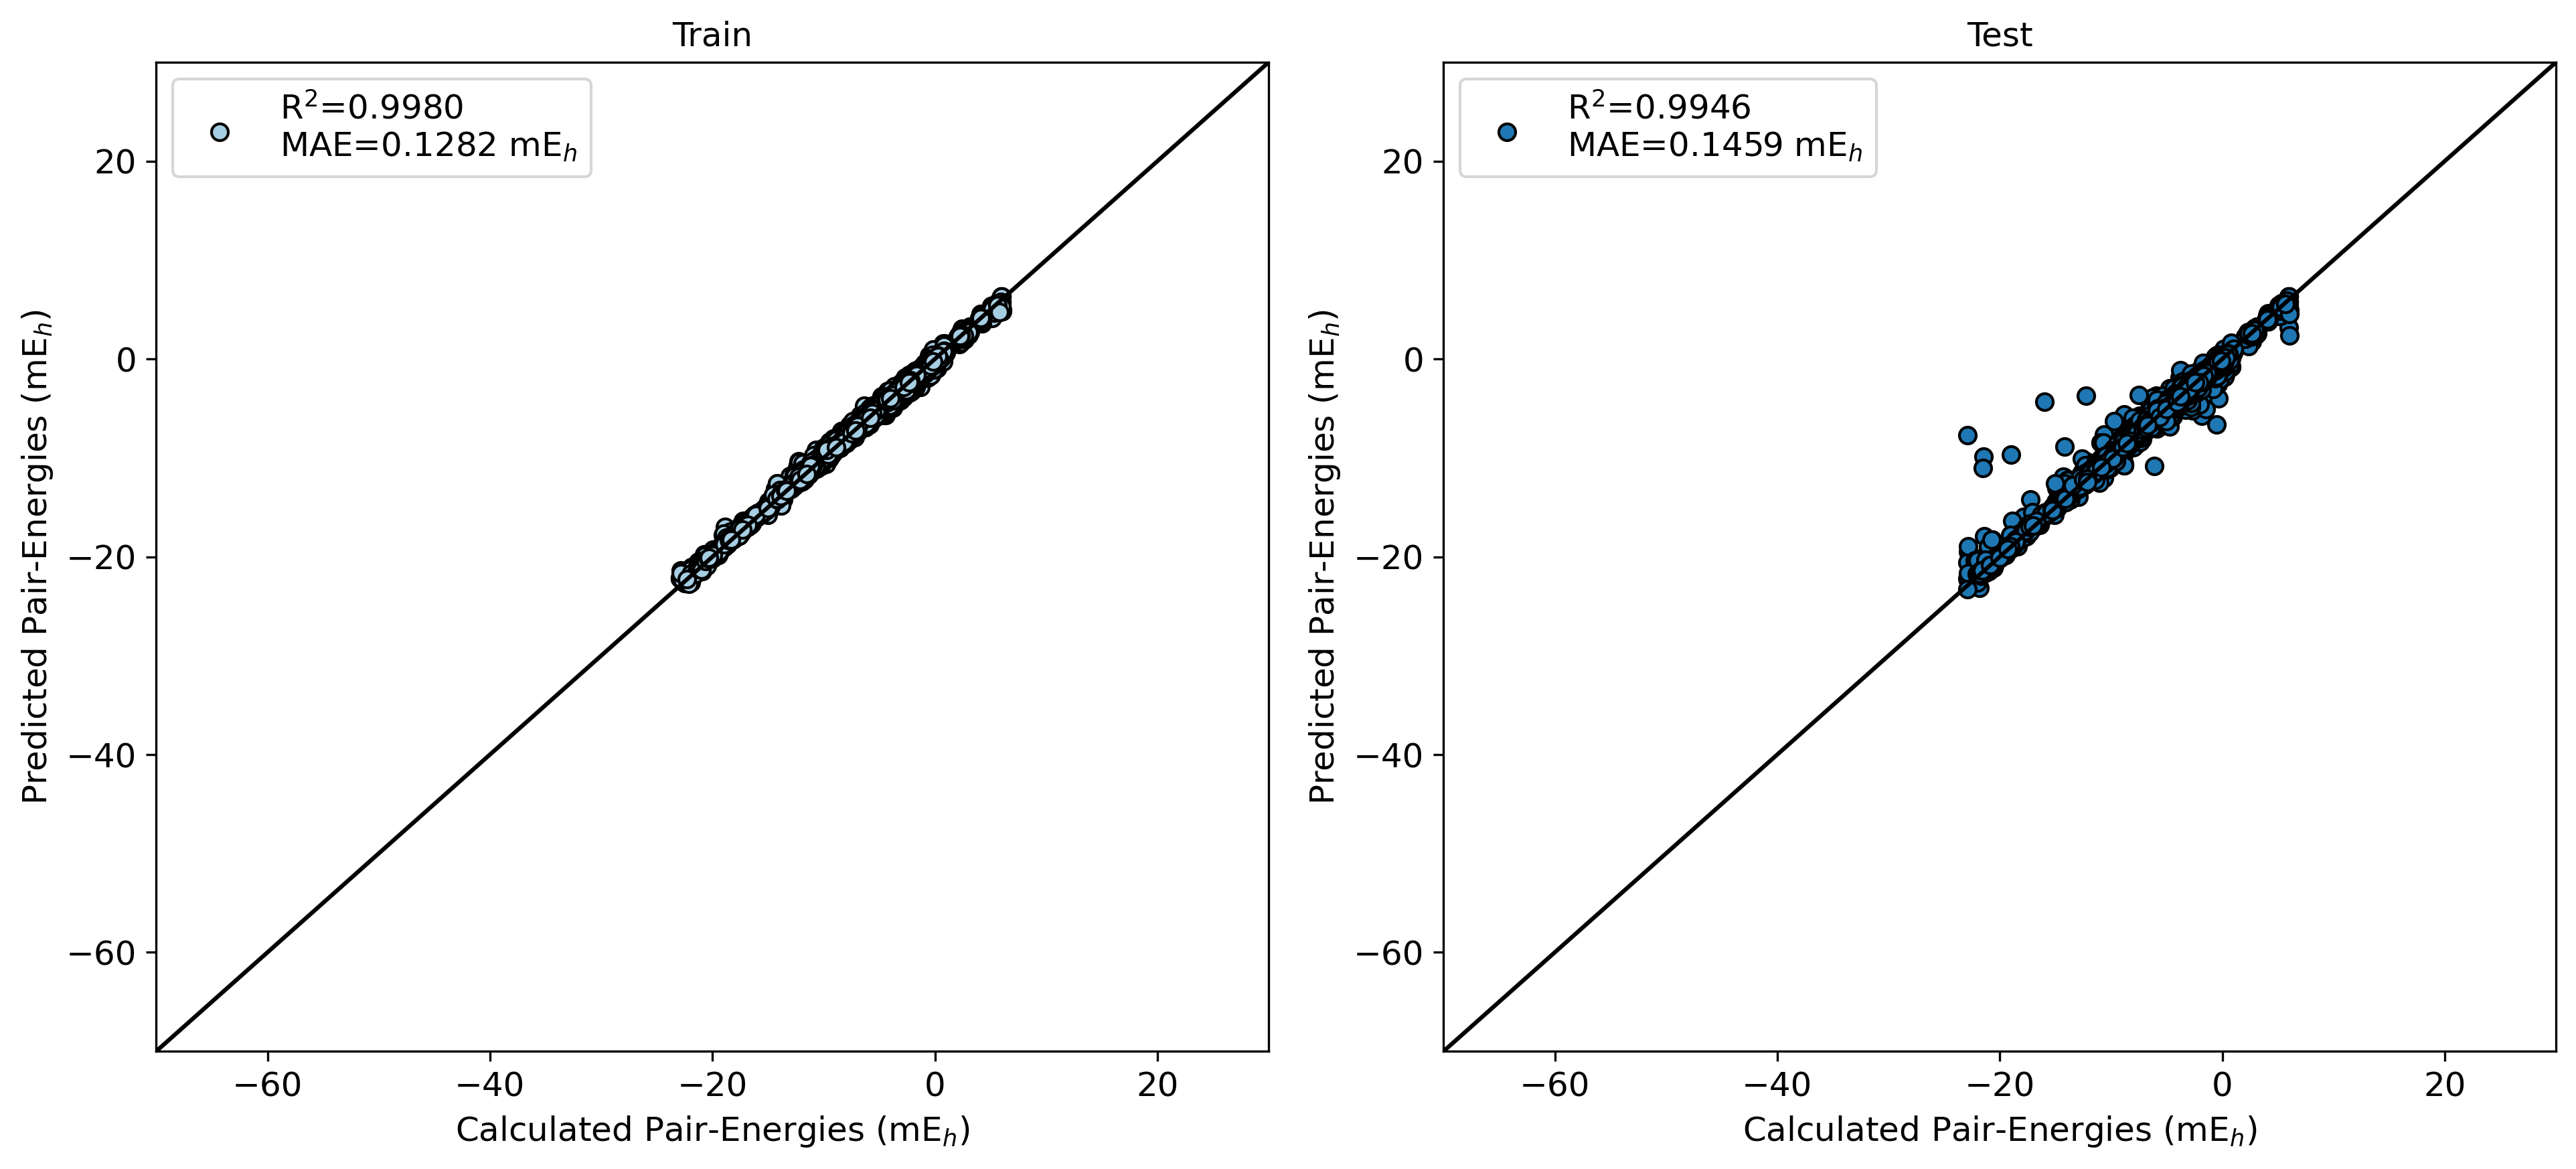 Train
R²=0.9980
MAE=0.1282 mEₕ
20
0
−20
−40
−60
Predicted Pair-Energies (mEₕ)
−60 −40 −20 0 20
Calculated Pair-Energies (mEₕ)
Test
R²=0.9946
MAE=0.1459 mEₕ
20
0
−20
−40
−60
Predicted Pair-Energies (mEₕ)
−60 −40 −20 0 20
Calculated Pair-Energies (mEₕ)